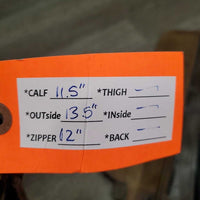 *CALF 11.5" *THIGH —
*OUTside 13.5" *INside —
*ZIPPER 12" *BACK —